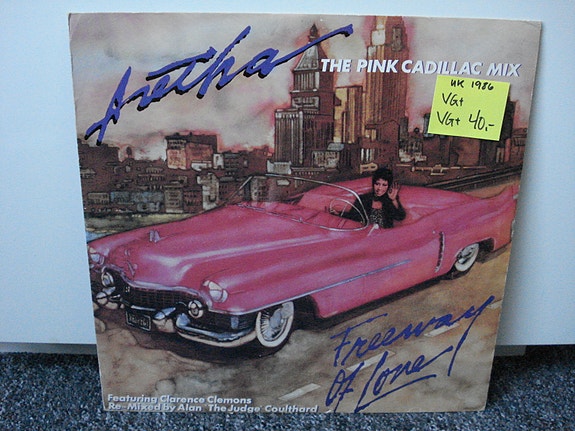 Aretha
THE PINK CADILLAC MIX
UK 1986
VG+
VG+ 40,-
Freeway
Of Love
Featuring Clarence Clemons
Re-Mixed by Alan 'The Judge' Coulthard